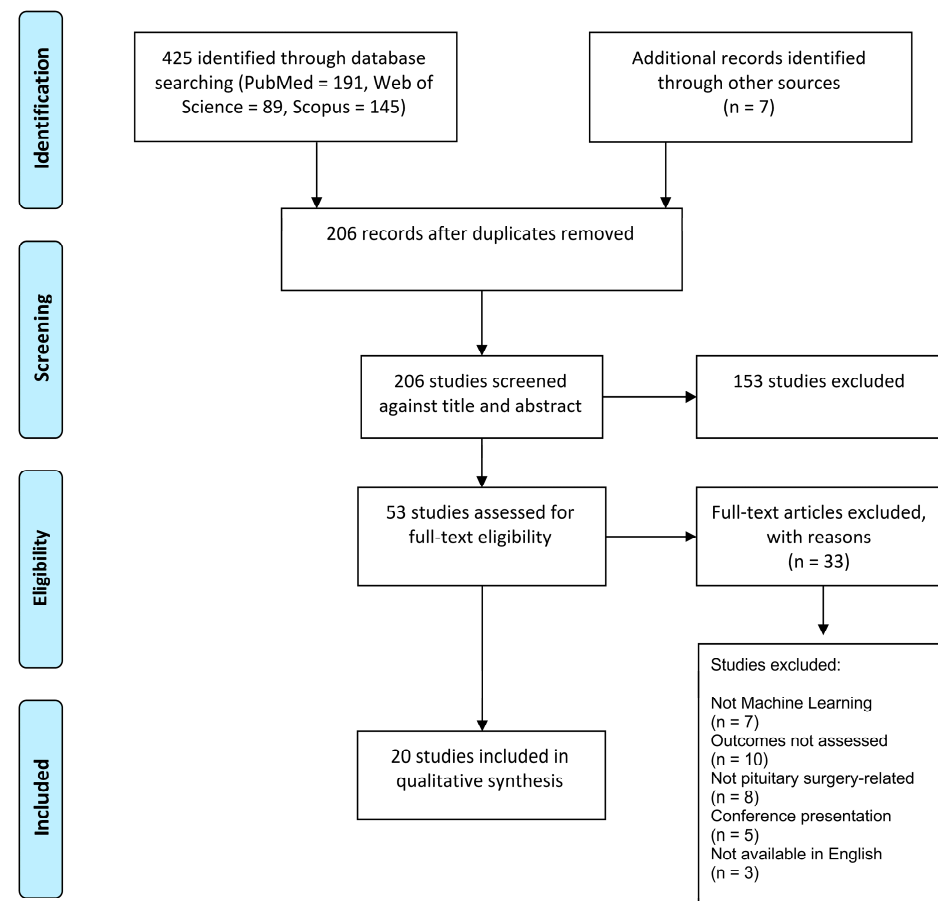 Identification
425 identified through database
searching (PubMed = 191, Web of
Science = 89, Scopus = 145)
Additional records identified
through other sources
(n = 7)
206 records after duplicates removed
Screening
206 studies screened
against title and abstract
153 studies excluded
Eligibility
53 studies assessed for
full-text eligibility
Full-text articles excluded,
with reasons
(n = 33)
Studies excluded:
Not Machine Learning
(n = 7)
Outcomes not assessed
(n = 10)
Not pituitary surgery-related
(n = 8)
Conference presentation
(n = 5)
Not available in English
(n = 3)
Included
20 studies included in
qualitative synthesis